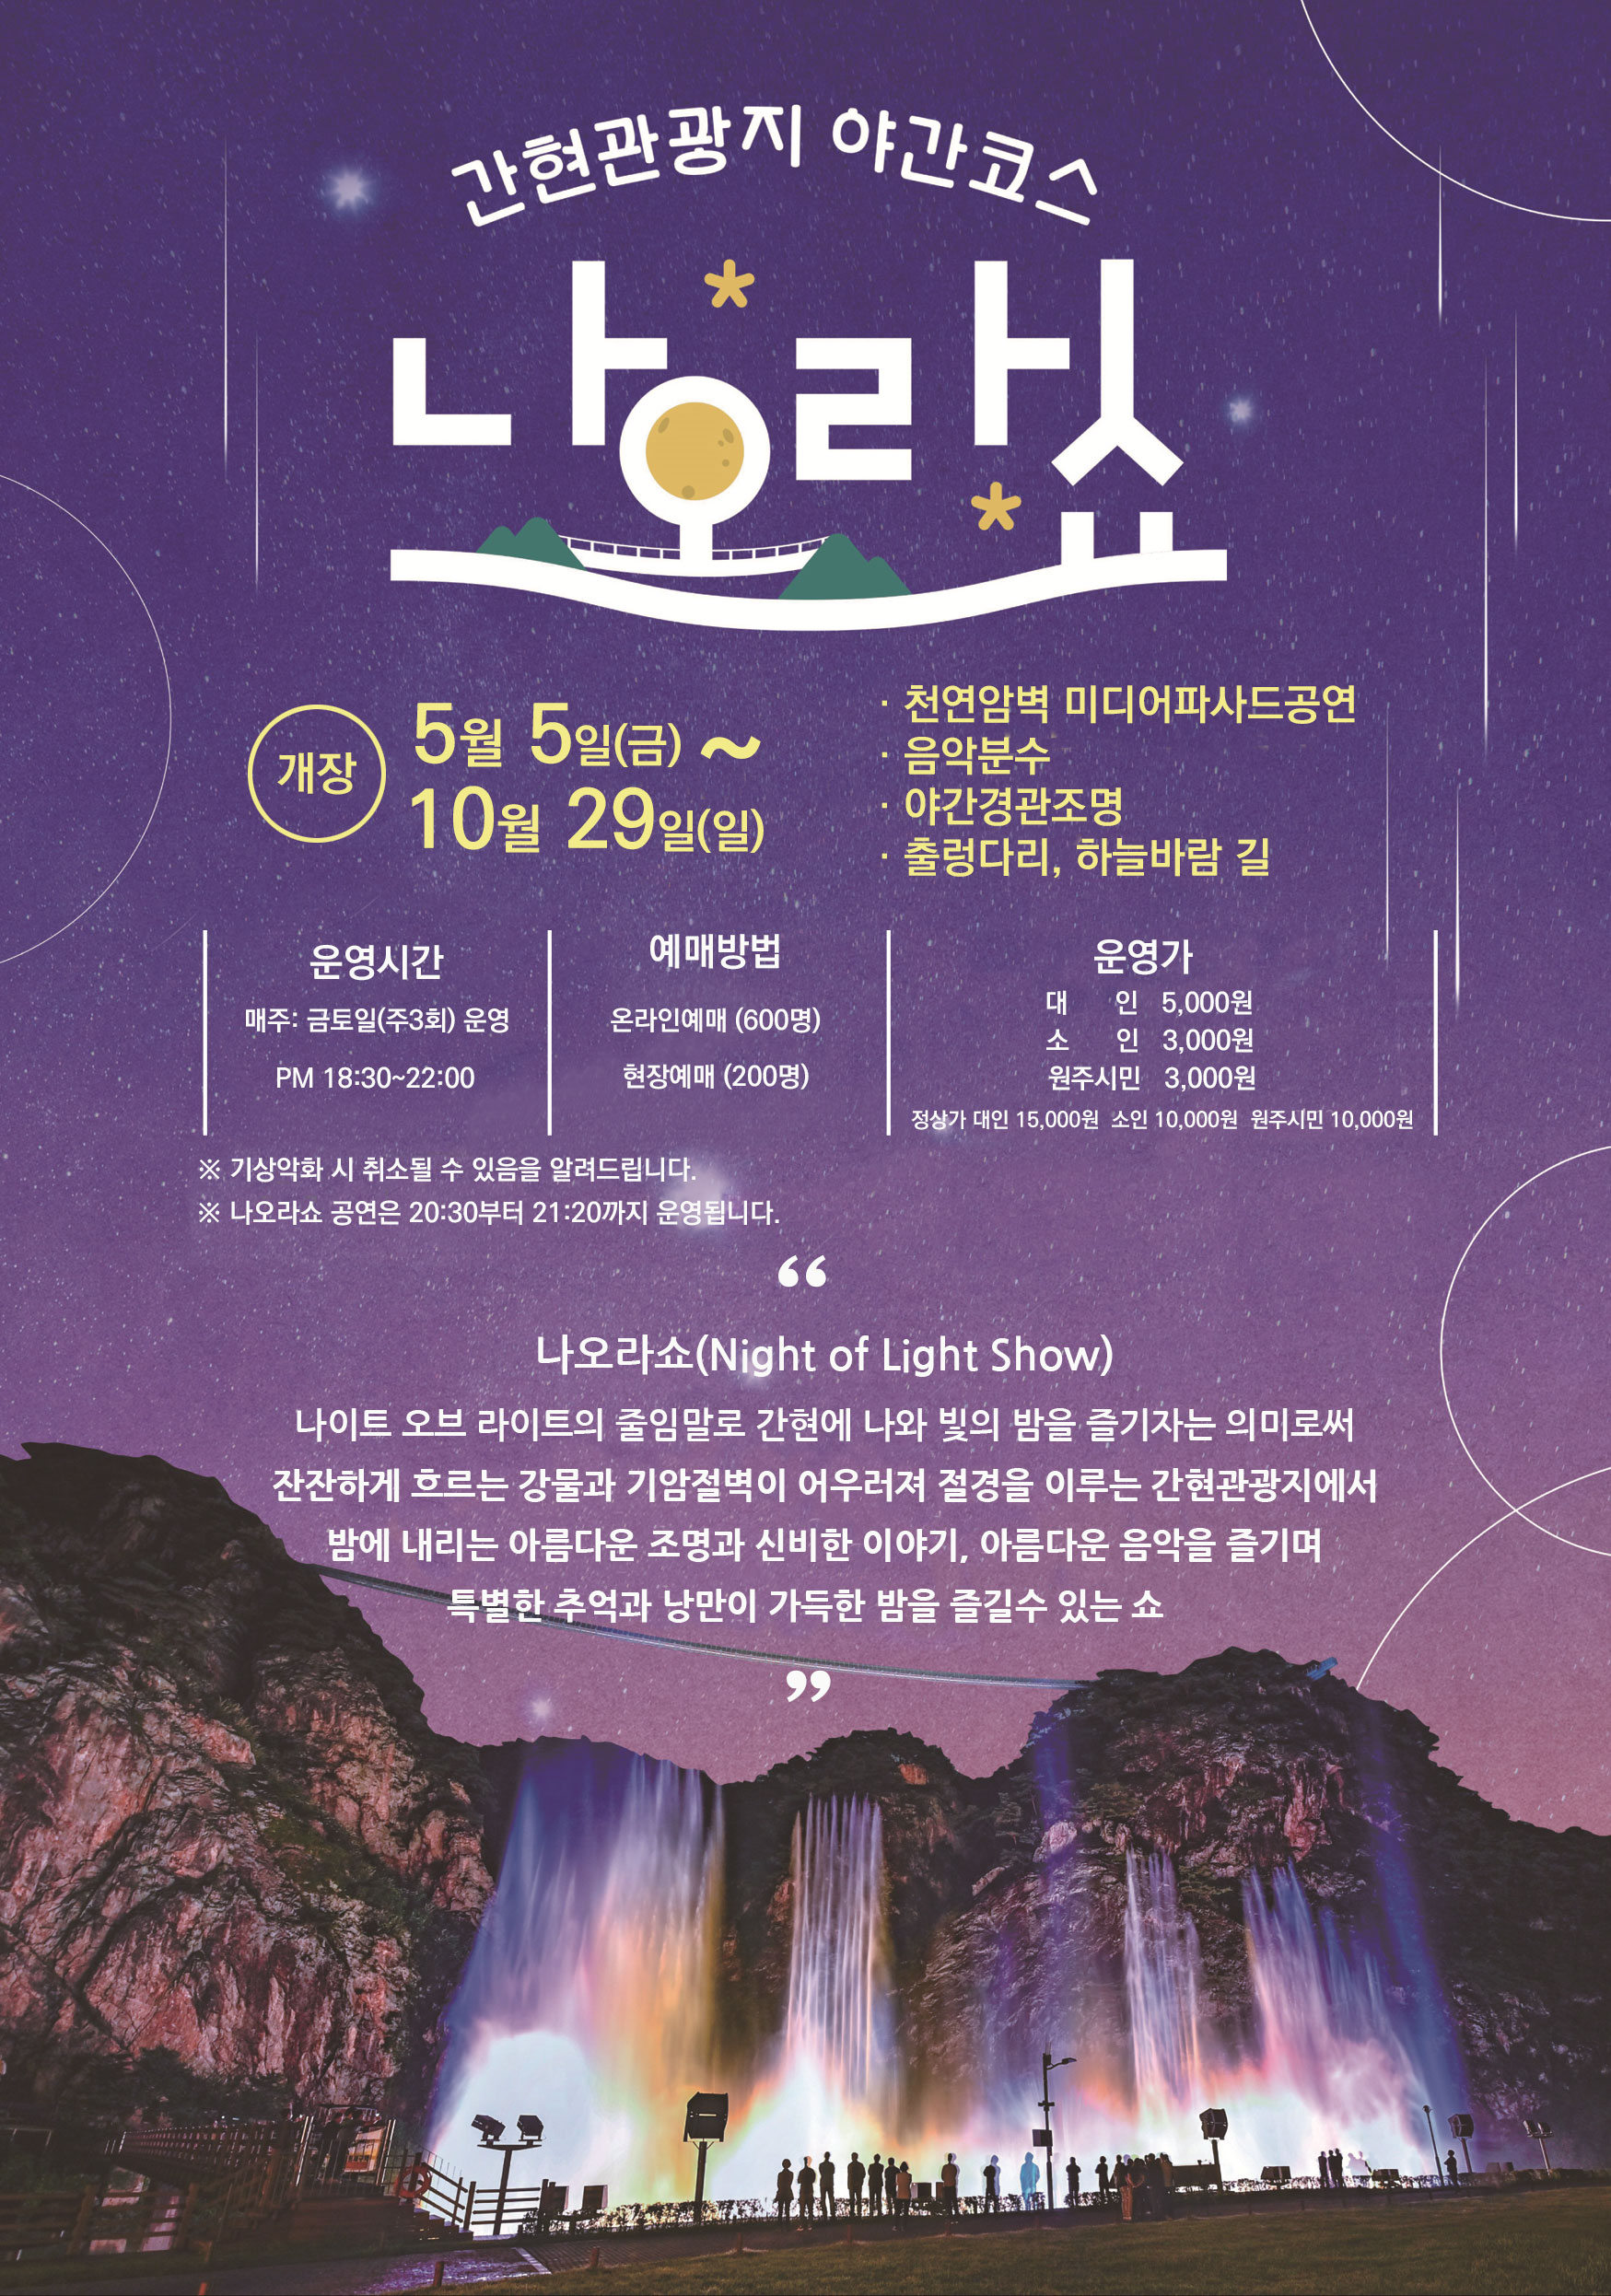 간현관광지 야간코스
나오라쇼
개장
5월 5일(금) ~
10월 29일(일)
· 천연암벽 미디어파사드공연
· 음악분수
· 야간경관조명
· 출렁다리, 하늘바람 길
운영시간
매주: 금토일(주3회) 운영
PM 18:30~22:00
예매방법
온라인예매 (600명)
현장예매 (200명)
운영가
대 인 5,000원
소 인 3,000원
원주시민 3,000원
정상가 대인 15,000원 소인 10,000원 원주시민 10,000원
※ 기상악화 시 취소될 수 있음을 알려드립니다.
※ 나오라쇼 공연은 20:30부터 21:20까지 운영됩니다.
“
나오라쇼(Night of Light Show)
나이트 오브 라이트의 줄임말로 간현에 나와 빛의 밤을 즐기자는 의미로써
잔잔하게 흐르는 강물과 기암절벽이 어우러져 절경을 이루는 간현관광지에서
밤에 내리는 아름다운 조명과 신비한 이야기, 아름다운 음악을 즐기며
특별한 추억과 낭만이 가득한 밤을 즐길수 있는 쇼
”